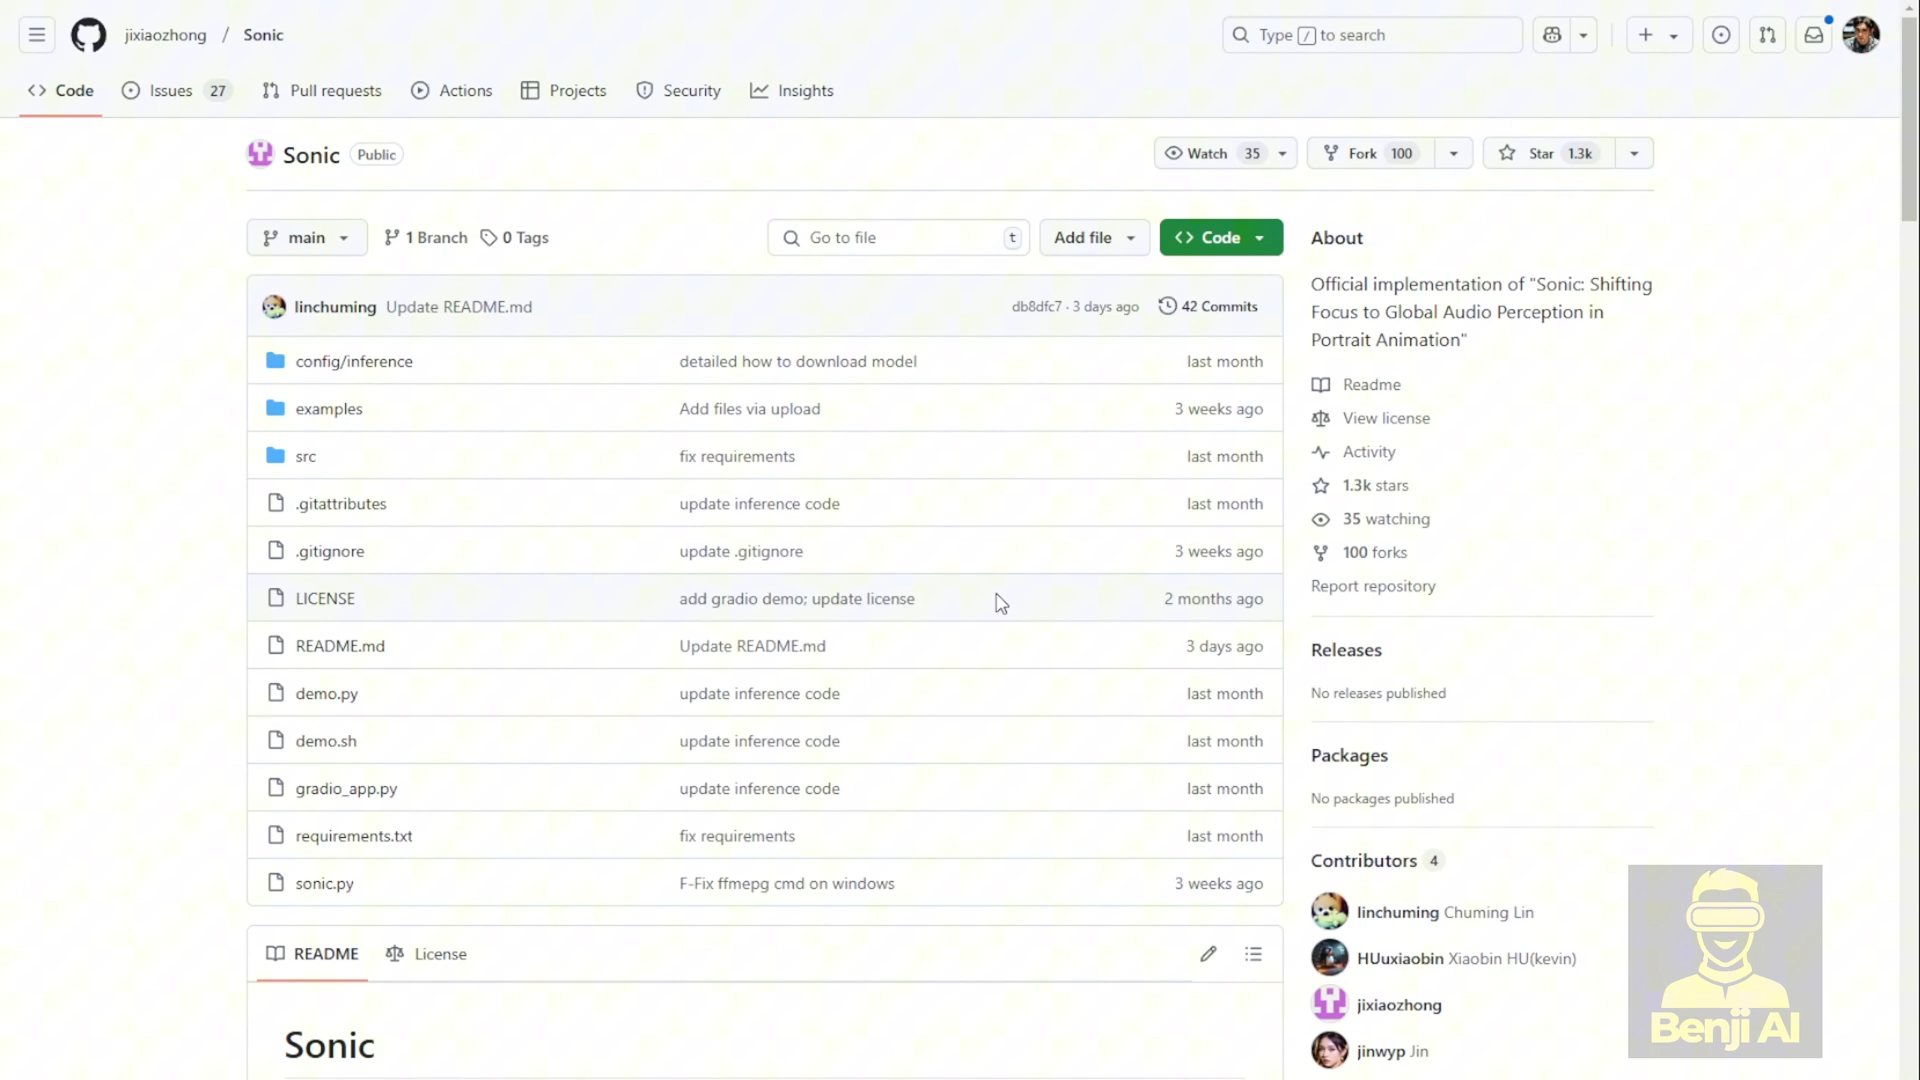 jixiaozhong / Sonic
Type / to search
Code
Issues 27
Pull requests
Actions
Projects
Security
Insights
Sonic Public
Watch 35
Fork 100
Star 1.3k
main
1 Branch
0 Tags
Go to file t
Add file
Code
linchuming Update README.md db8dfc7 · 3 days ago 42 Commits
config/inference detailed how to download model last month
examples Add files via upload 3 weeks ago
src fix requirements last month
.gitattributes update inference code last month
.gitignore update .gitignore 3 weeks ago
LICENSE add gradio demo; update license 2 months ago
README.md Update README.md 3 days ago
demo.py update inference code last month
demo.sh update inference code last month
gradio_app.py update inference code last month
requirements.txt fix requirements last month
sonic.py F-Fix ffmepg cmd on windows 3 weeks ago
README
License
Sonic
About
Official implementation of "Sonic: Shifting
Focus to Global Audio Perception in
Portrait Animation"
Readme
View license
Activity
1.3k stars
35 watching
100 forks
Report repository
Releases
No releases published
Packages
No packages published
Contributors 4
linchuming Chuming Lin
HUuxiaobin Xiaobin HU(kevin)
jixiaozhong
jinwyp Jin
Benji AI